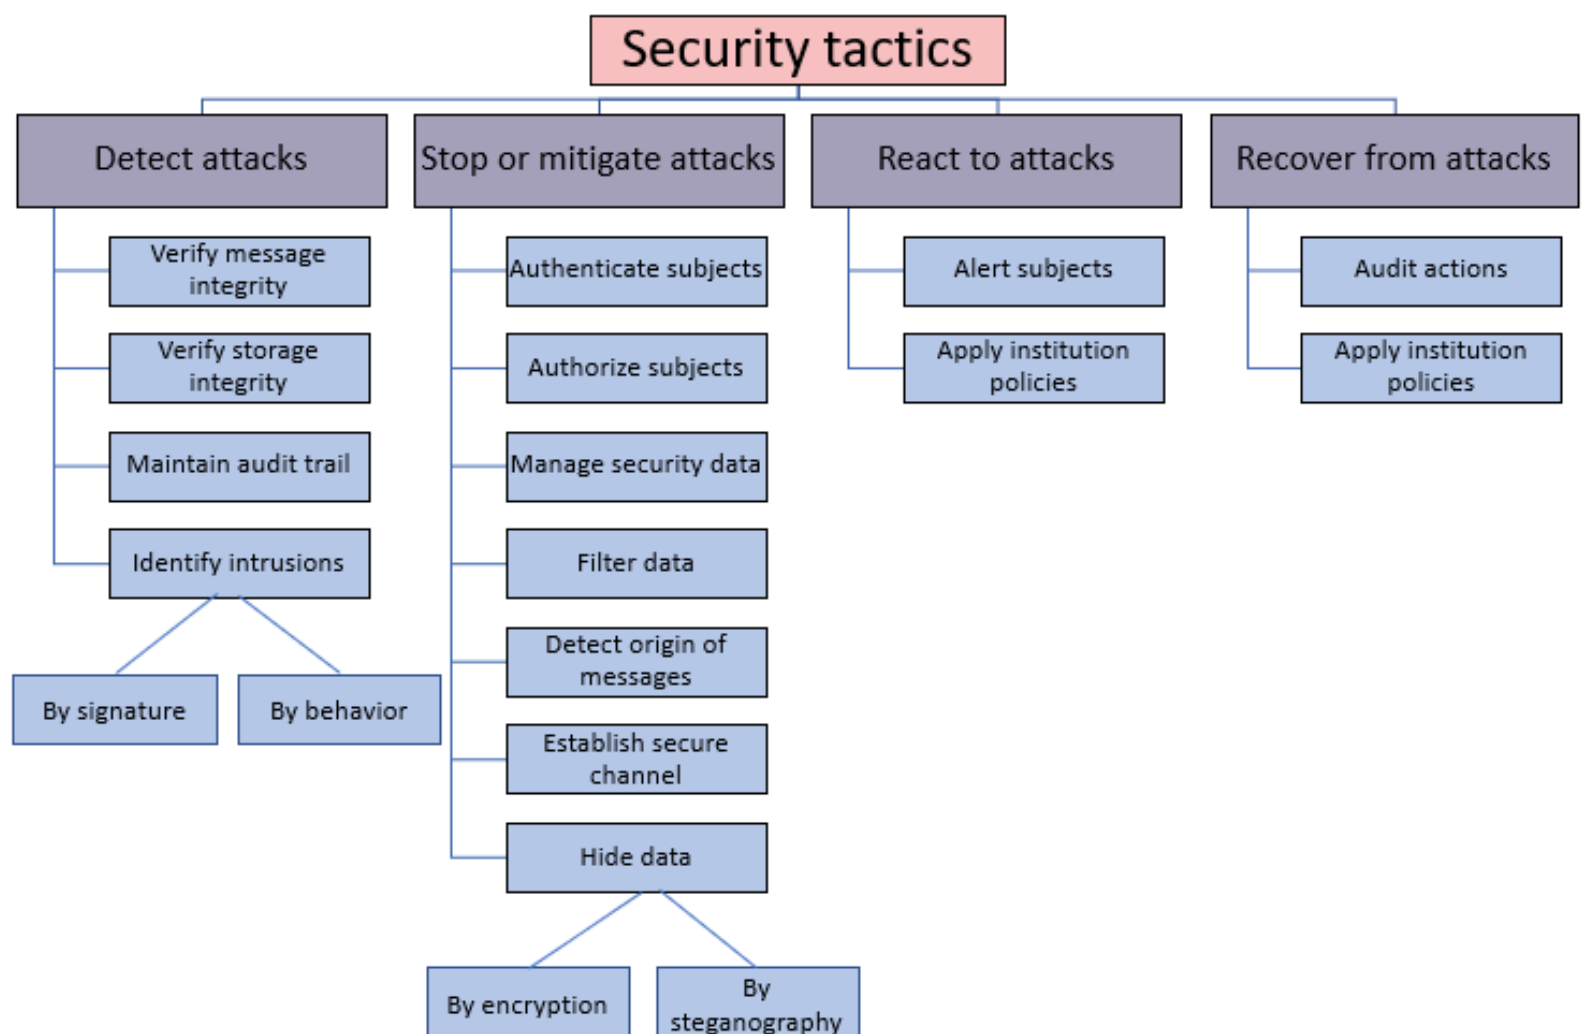 Security tactics
Detect attacks
Stop or mitigate attacks
React to attacks
Recover from attacks
Verify message
integrity
Verify storage
integrity
Maintain audit trail
Identify intrusions
By signature
By behavior
Authenticate subjects
Authorize subjects
Manage security data
Filter data
Detect origin of
messages
Establish secure
channel
Hide data
By encryption
By
steganography
Alert subjects
Apply institution
policies
Audit actions
Apply institution
policies